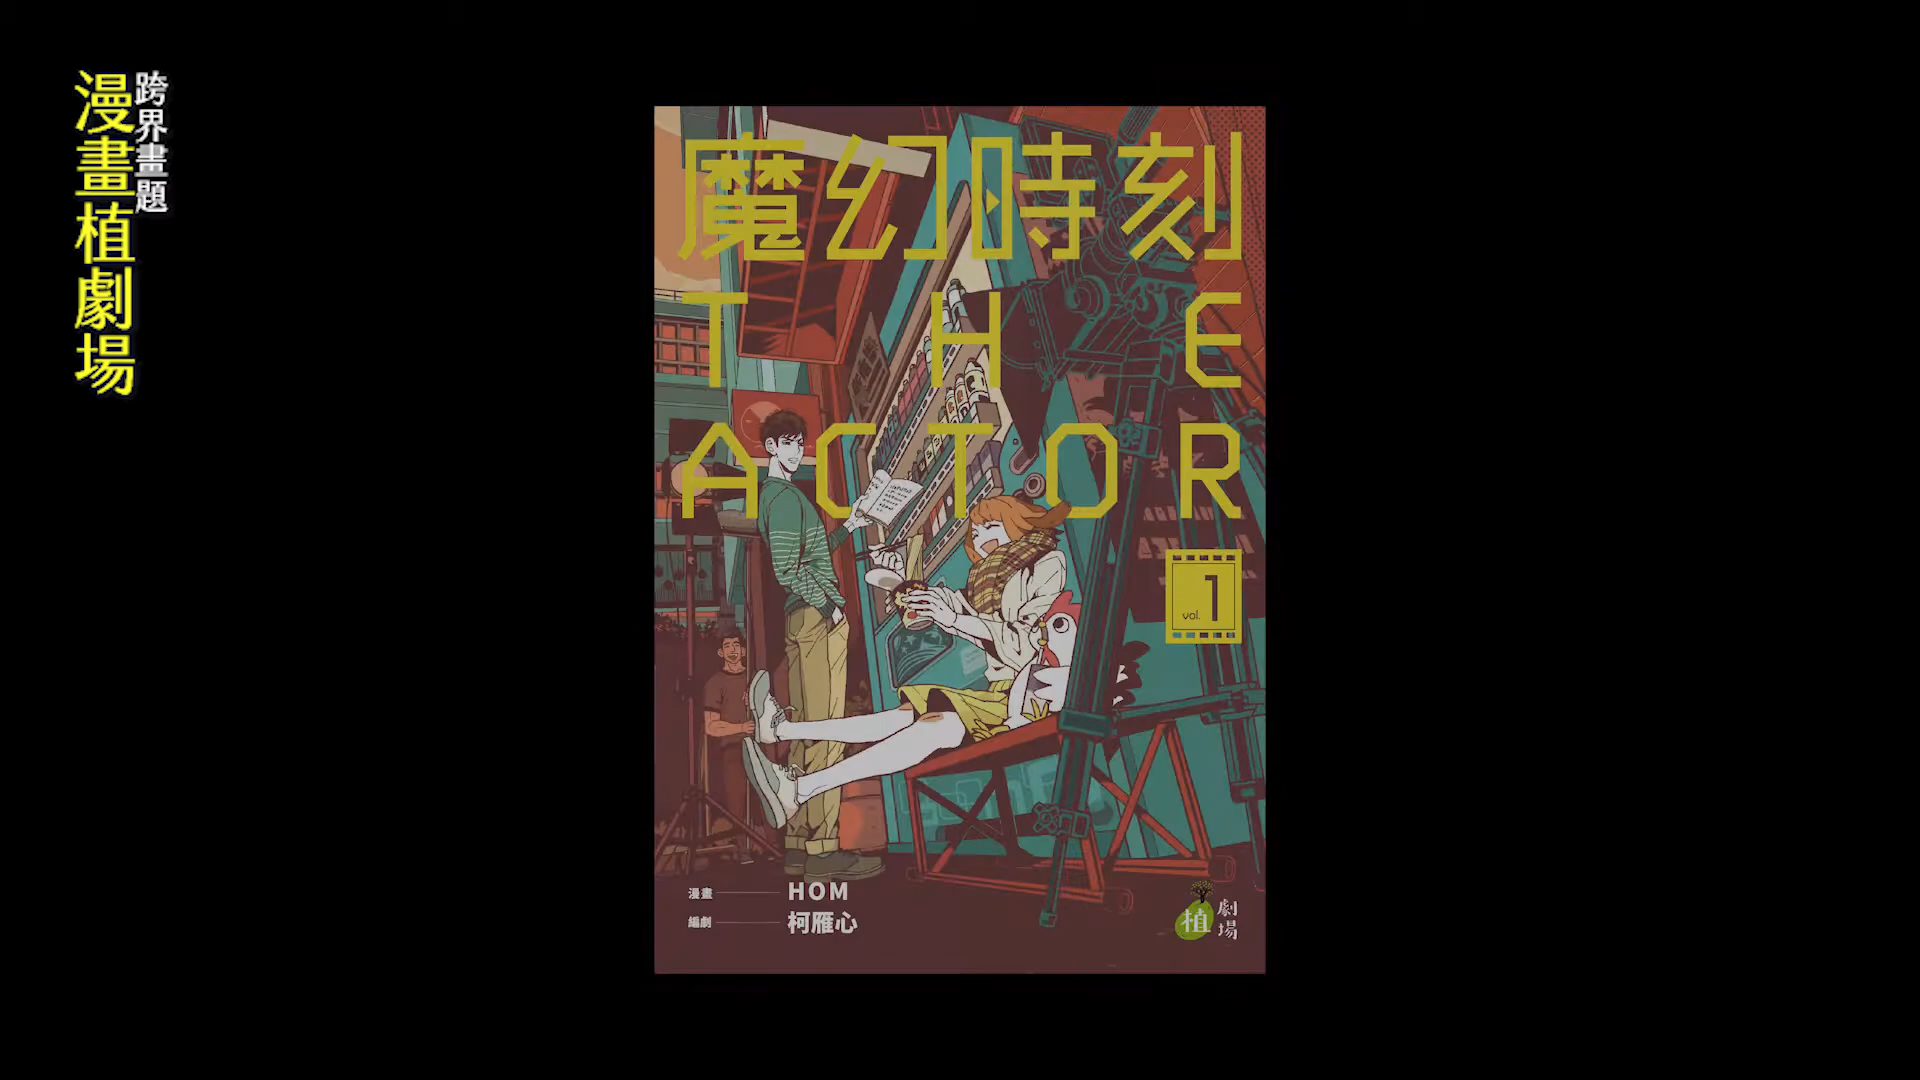 跨界畫題
漫畫植劇場
魔幻時刻
THE
ACTOR
vol. 1
漫畫 HOM
編劇 柯雁心
植劇場